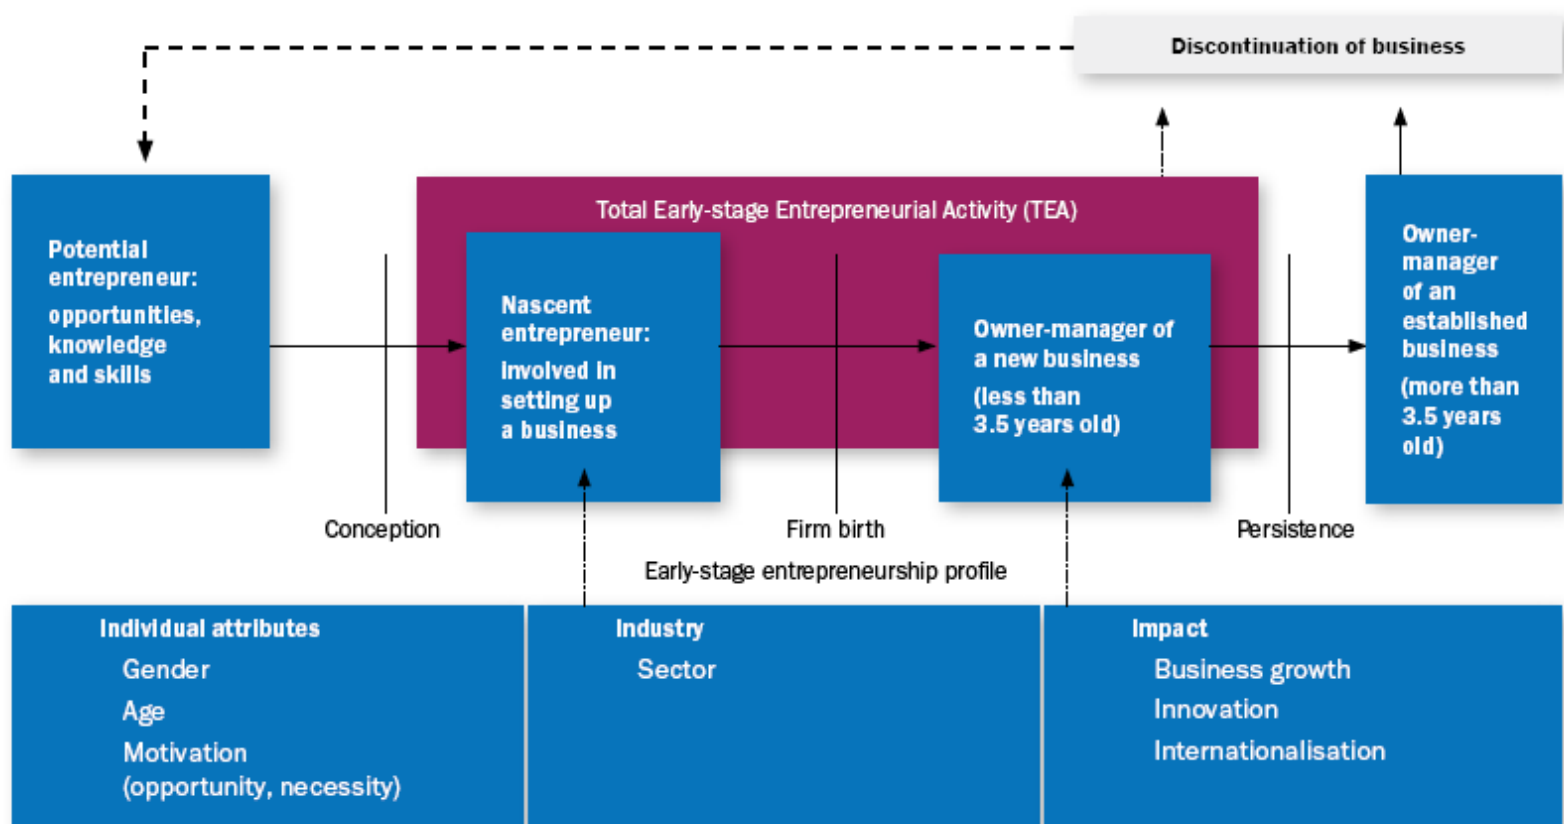 Discontinuation of business
Total Early-stage Entrepreneurial Activity (TEA)
Potential
entrepreneur:
opportunities,
knowledge
and skills
Nascent
entrepreneur:
involved in
setting up
a business
Owner-manager of
a new business
(less than
3.5 years old)
Owner-
manager
of an
established
business
(more than
3.5 years
old)
Conception
Firm birth
Persistence
Early-stage entrepreneurship profile
Individual attributes
Gender
Age
Motivation
(opportunity, necessity)
Industry
Sector
Impact
Business growth
Innovation
Internationalisation